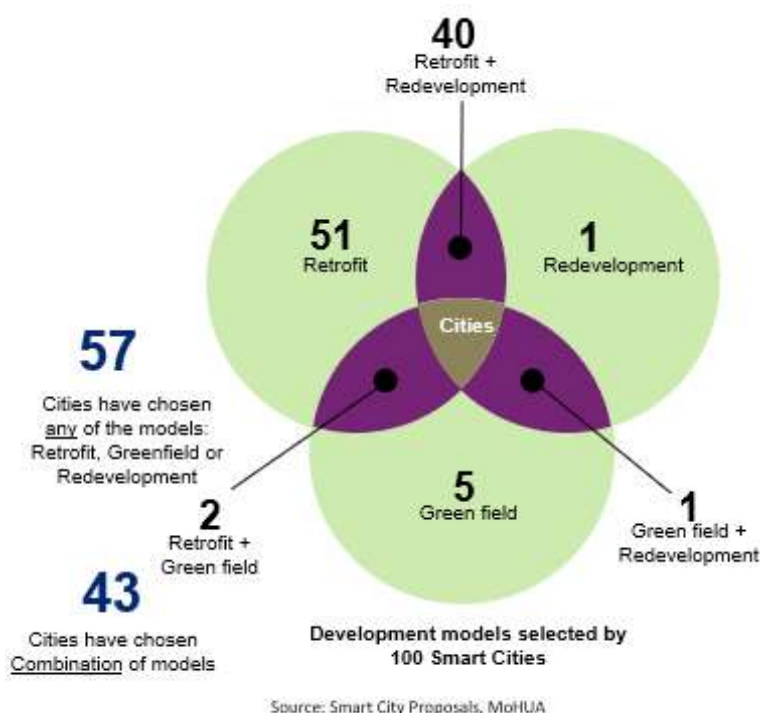 40
Retrofit +
Redevelopment
51
Retrofit
1
Redevelopment
Cities
57
Cities have chosen
any of the models:
Retrofit, Greenfield or
Redevelopment
5
Green field
2
Retrofit +
Green field
1
Green field +
Redevelopment
43
Cities have chosen
Combination of models
Development models selected by
100 Smart Cities
Source: Smart City Proposals, MoHUA